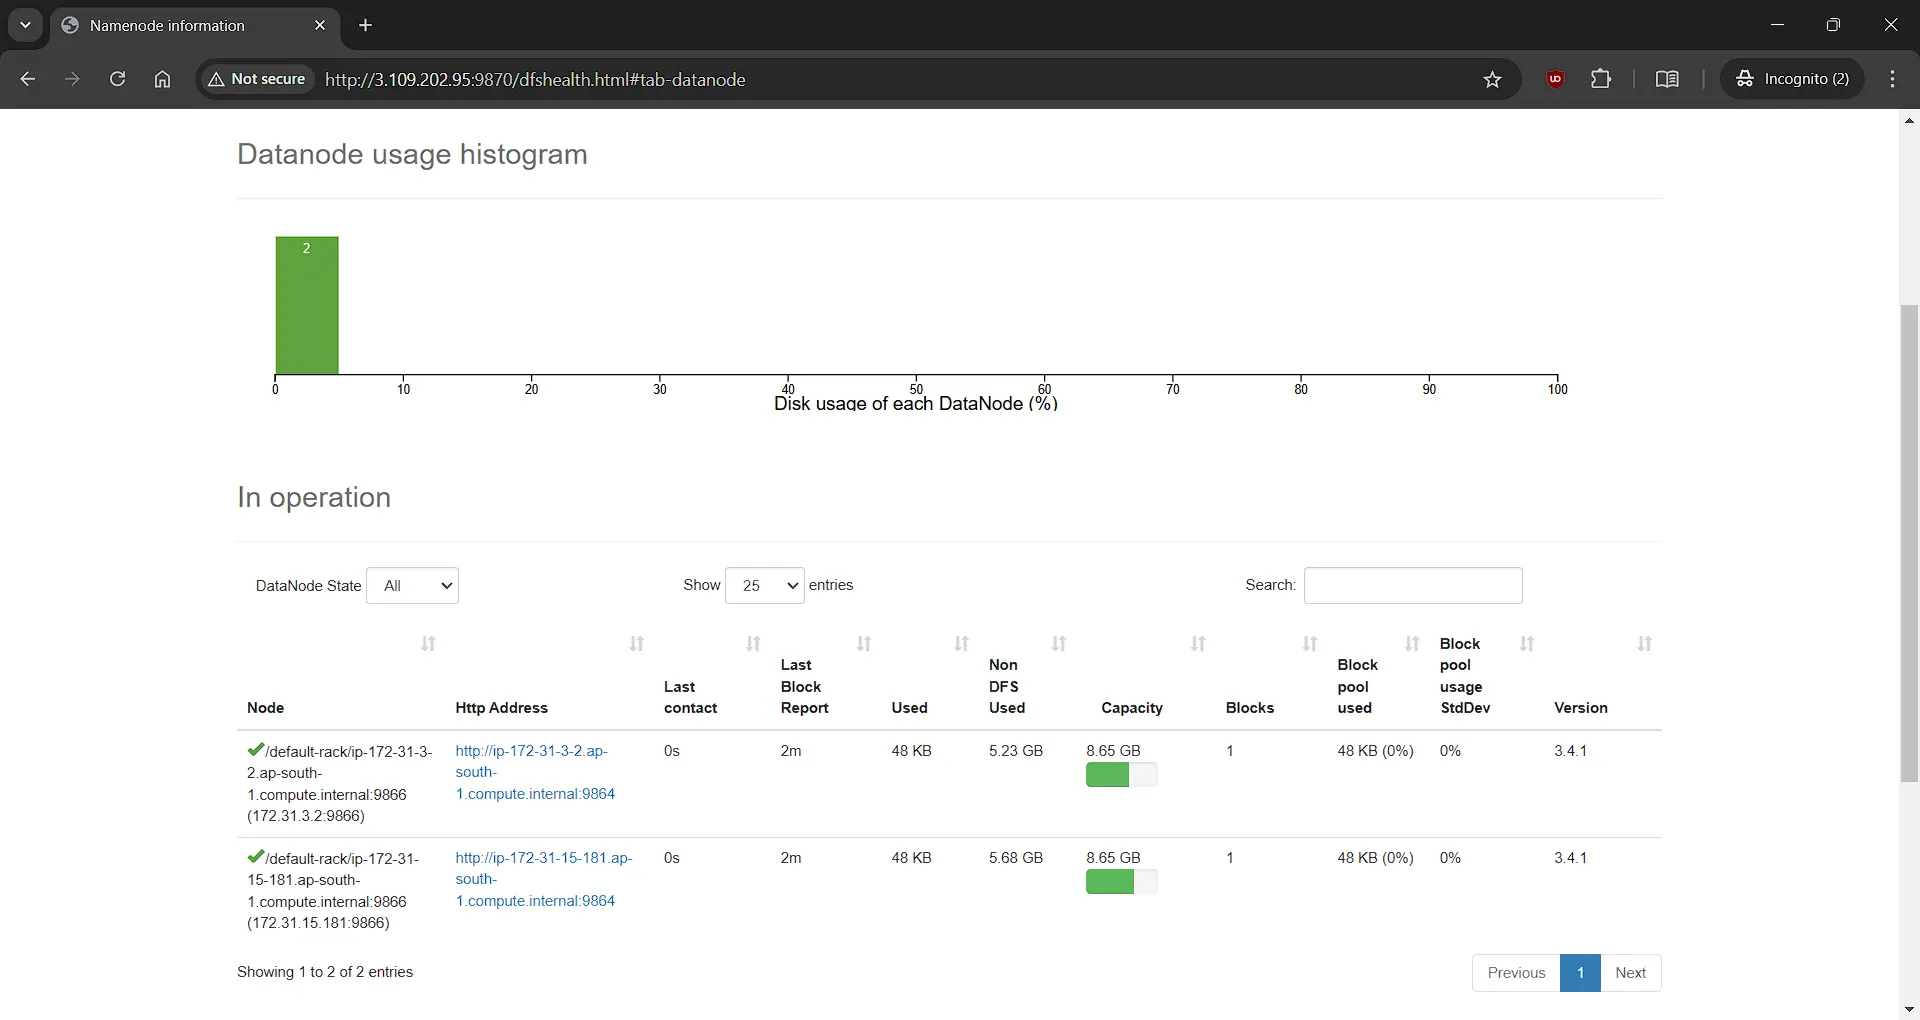 Namenode information
Not secure
http://3.109.202.95:9870/dfshealth.html#tab-datanode
Incognito (2)
Datanode usage histogram
2
0 10 20 30 40 50 60 70 80 90 100
Disk usage of each DataNode (%)
In operation
DataNode State All Show 25 entries Search:
Node Http Address Last contact Last Block Report Used Non DFS Used Capacity Blocks Block pool used Block pool usage StdDev Version
/default-rack/ip-172-31-3- http://ip-172-31-3-2.ap- 0s 2m 48 KB 5.23 GB 8.65 GB 1 48 KB (0%) 0% 3.4.1
2.ap-south- south-
1.compute.internal:9866 1.compute.internal:9864
(172.31.3.2:9866)
/default-rack/ip-172-31- http://ip-172-31-15-181.ap- 0s 2m 48 KB 5.68 GB 8.65 GB 1 48 KB (0%) 0% 3.4.1
15-181.ap-south- south-
1.compute.internal:9866 1.compute.internal:9864
(172.31.15.181:9866)
Showing 1 to 2 of 2 entries
Previous 1 Next